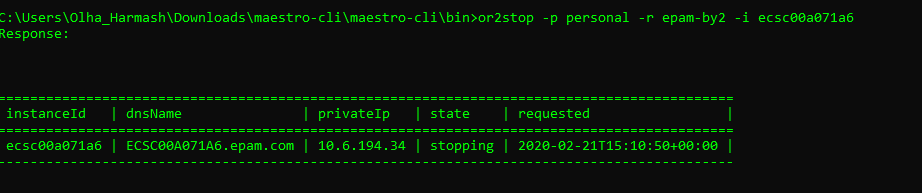 C:\Users\Olha_Harmash\Downloads\maestro-cli\maestro-cli\bin>or2stop -p personal -r epam-by2 -i ecsc00a071a6
Response:
==========================================================================================
instanceId | dnsName | privateIp | state | requested |
==========================================================================================
ecsc00a071a6 | ECSC00A071A6.epam.com | 10.6.194.34 | stopping | 2020-02-21T15:10:50+00:00 |
------------------------------------------------------------------------------------------